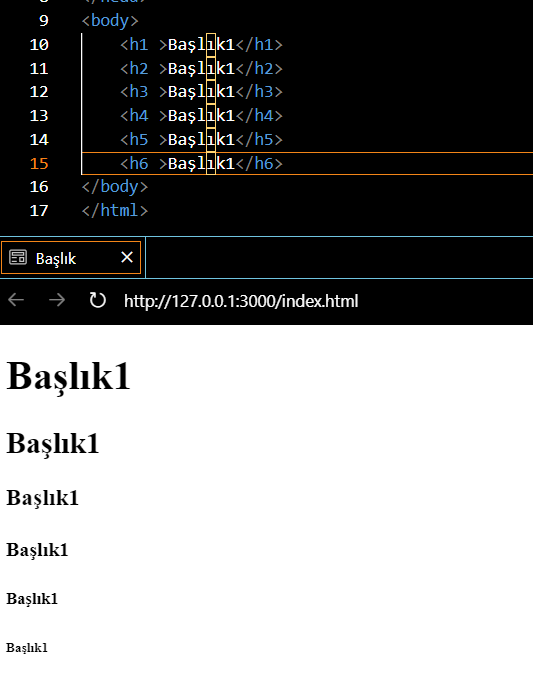 8 </head>
9 <body>
10 <h1 >Başlık1</h1>
11 <h2 >Başlık1</h2>
12 <h3 >Başlık1</h3>
13 <h4 >Başlık1</h4>
14 <h5 >Başlık1</h5>
15 <h6 >Başlık1</h6>
16 </body>
17 </html>
Başlık
http://127.0.0.1:3000/index.html
Başlık1
Başlık1
Başlık1
Başlık1
Başlık1
Başlık1